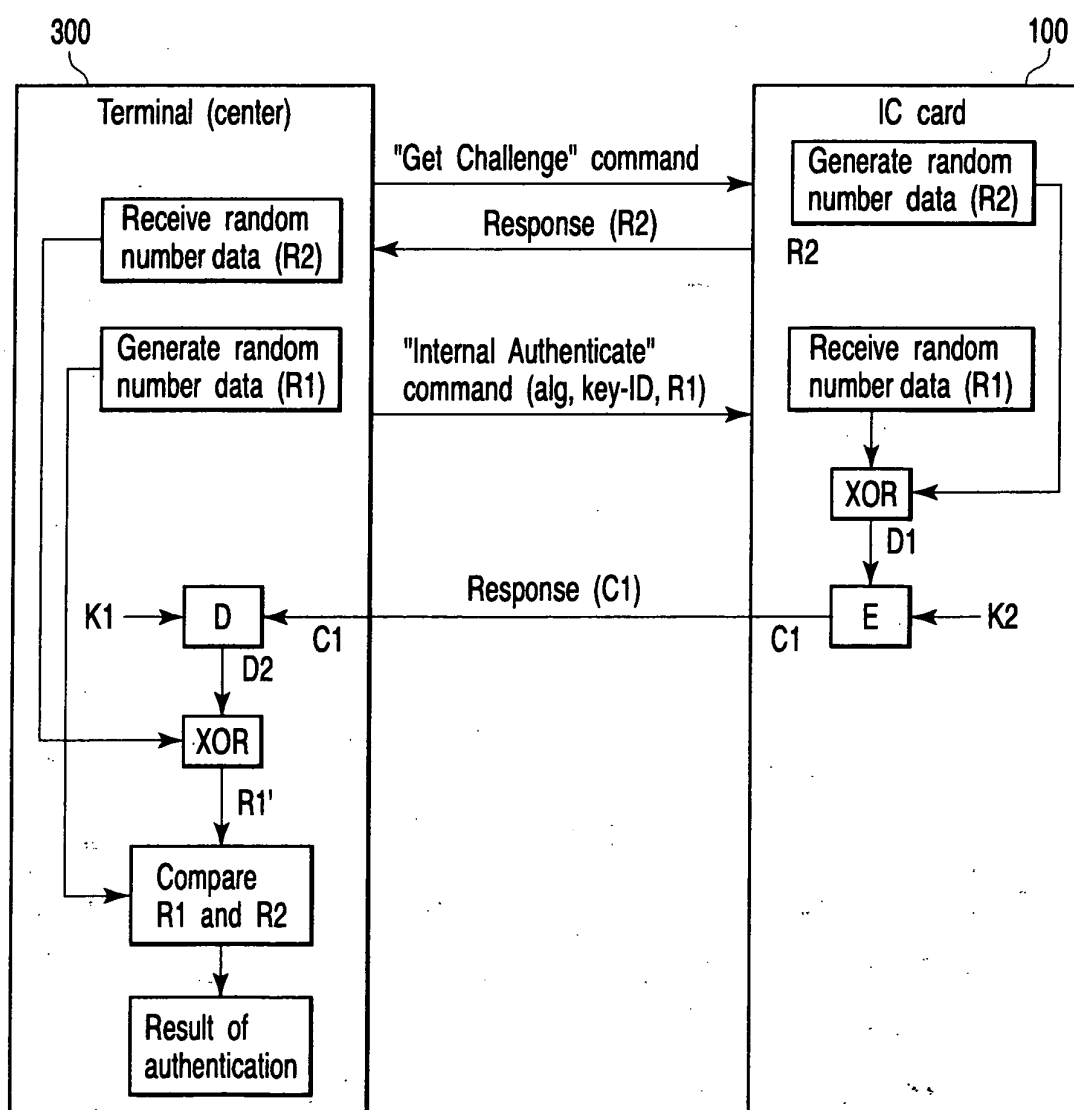 300
100
Terminal (center)
IC card
"Get Challenge" command
Generate random
number data (R2)
Receive random
number data (R2)
Response (R2)
R2
Generate random
number data (R1)
"Internal Authenticate"
command (alg, key-ID, R1)
Receive random
number data (R1)
XOR
D1
Response (C1)
K1
D
C1
C1
E
K2
D2
XOR
R1'
Compare
R1 and R2
Result of
authentication